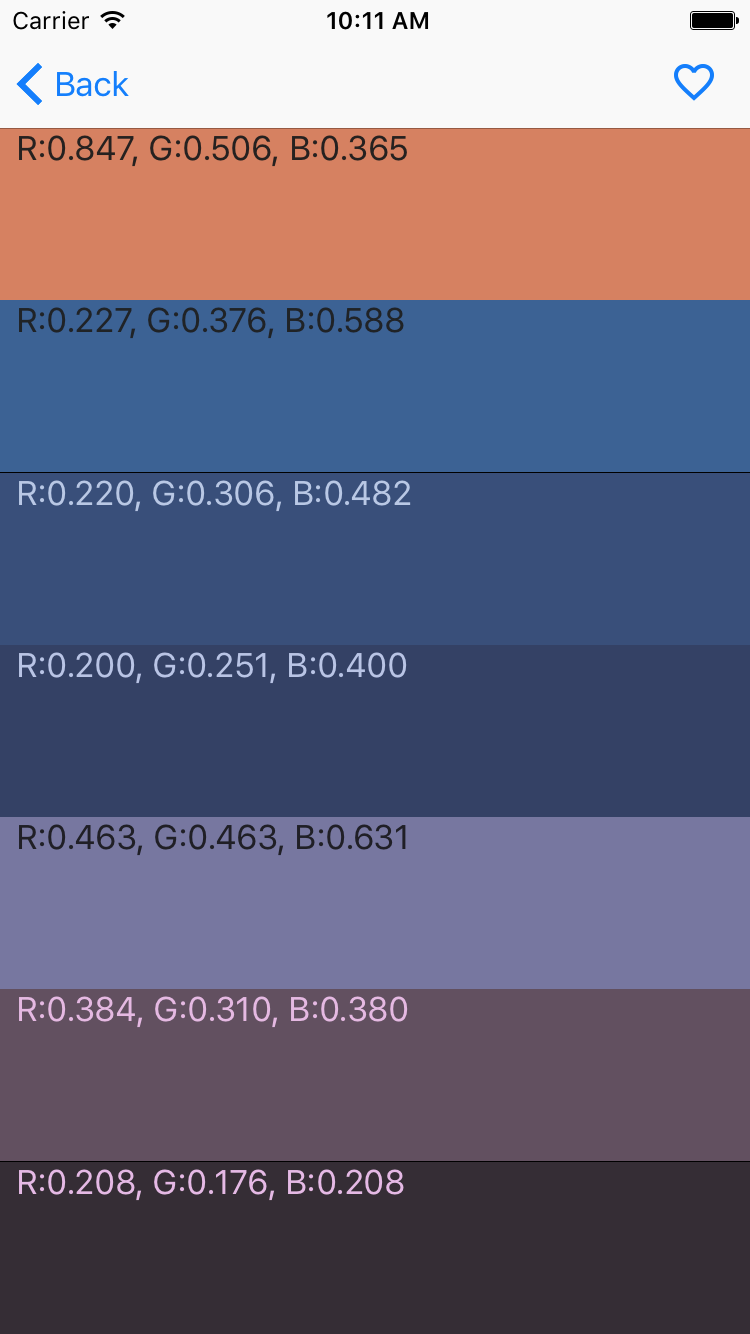 Carrier 10:11 AM
Back
R:0.847, G:0.506, B:0.365
R:0.227, G:0.376, B:0.588
R:0.220, G:0.306, B:0.482
R:0.200, G:0.251, B:0.400
R:0.463, G:0.463, B:0.631
R:0.384, G:0.310, B:0.380
R:0.208, G:0.176, B:0.208